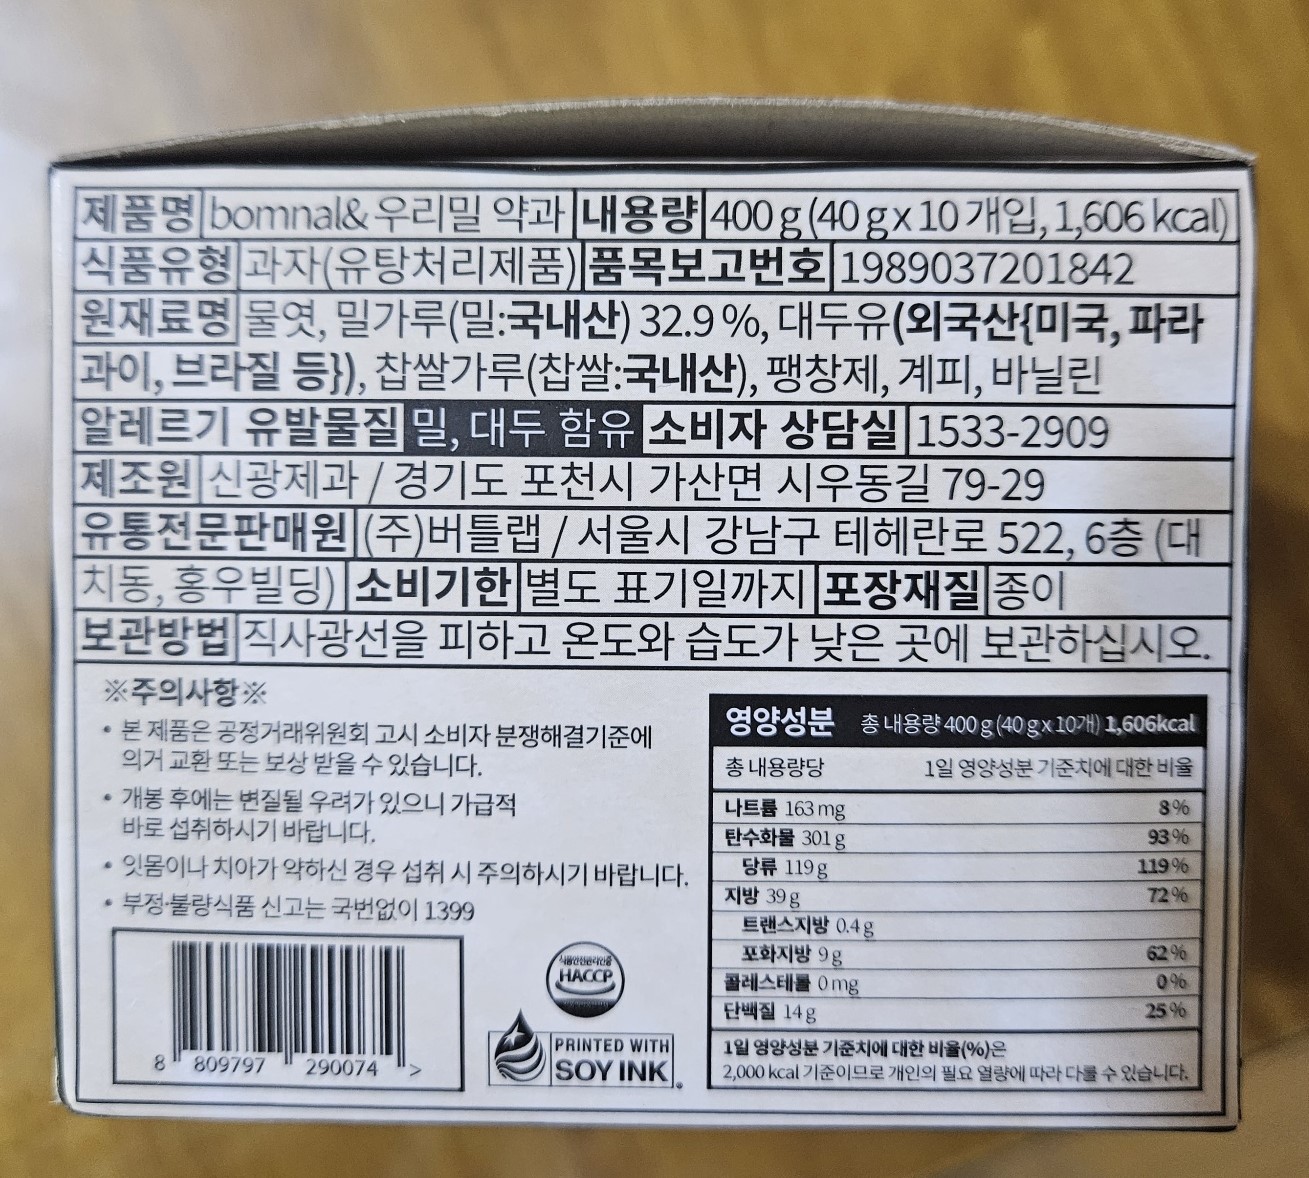 제품명 bomnal& 우리밀 약과 내용량 400 g (40 g x 10 개입, 1,606 kcal)
식품유형 과자(유탕처리제품) 품목보고번호 1989037201842
원재료명 물엿, 밀가루(밀:국내산) 32.9 %, 대두유(외국산{미국, 파라
과이, 브라질 등}), 찹쌀가루(찹쌀:국내산), 팽창제, 계피, 바닐린
알레르기 유발물질 밀, 대두 함유 소비자 상담실 1533-2909
제조원 신광제과 / 경기도 포천시 가산면 시우동길 79-29
유통전문판매원 (주)버틀랩 / 서울시 강남구 테헤란로 522, 6층 (대
치동, 홍우빌딩) 소비기한 별도 표기일까지 포장재질 종이
보관방법 직사광선을 피하고 온도와 습도가 낮은 곳에 보관하십시오.
※주의사항※
• 본 제품은 공정거래위원회 고시 소비자 분쟁해결기준에
의거 교환 또는 보상 받을 수 있습니다.
• 개봉 후에는 변질될 우려가 있으니 가급적
바로 섭취하시기 바랍니다.
• 잇몸이나 치아가 약하신 경우 섭취 시 주의하시기 바랍니다.
• 부정·불량식품 신고는 국번없이 1399
8 809797 290074 >
식품안전관리인증
HACCP
PRINTED WITH
SOY INK
영양성분 총 내용량 400 g (40 g x 10개) 1,606kcal
총 내용량당 1일 영양성분 기준치에 대한 비율
나트륨 163 mg 8 %
탄수화물 301 g 93 %
당류 119 g 119 %
지방 39 g 72 %
트랜스지방 0.4 g
포화지방 9 g 62 %
콜레스테롤 0 mg 0 %
단백질 14 g 25 %
1일 영양성분 기준치에 대한 비율(%)은
2,000 kcal 기준이므로 개인의 필요 열량에 따라 다를 수 있습니다.